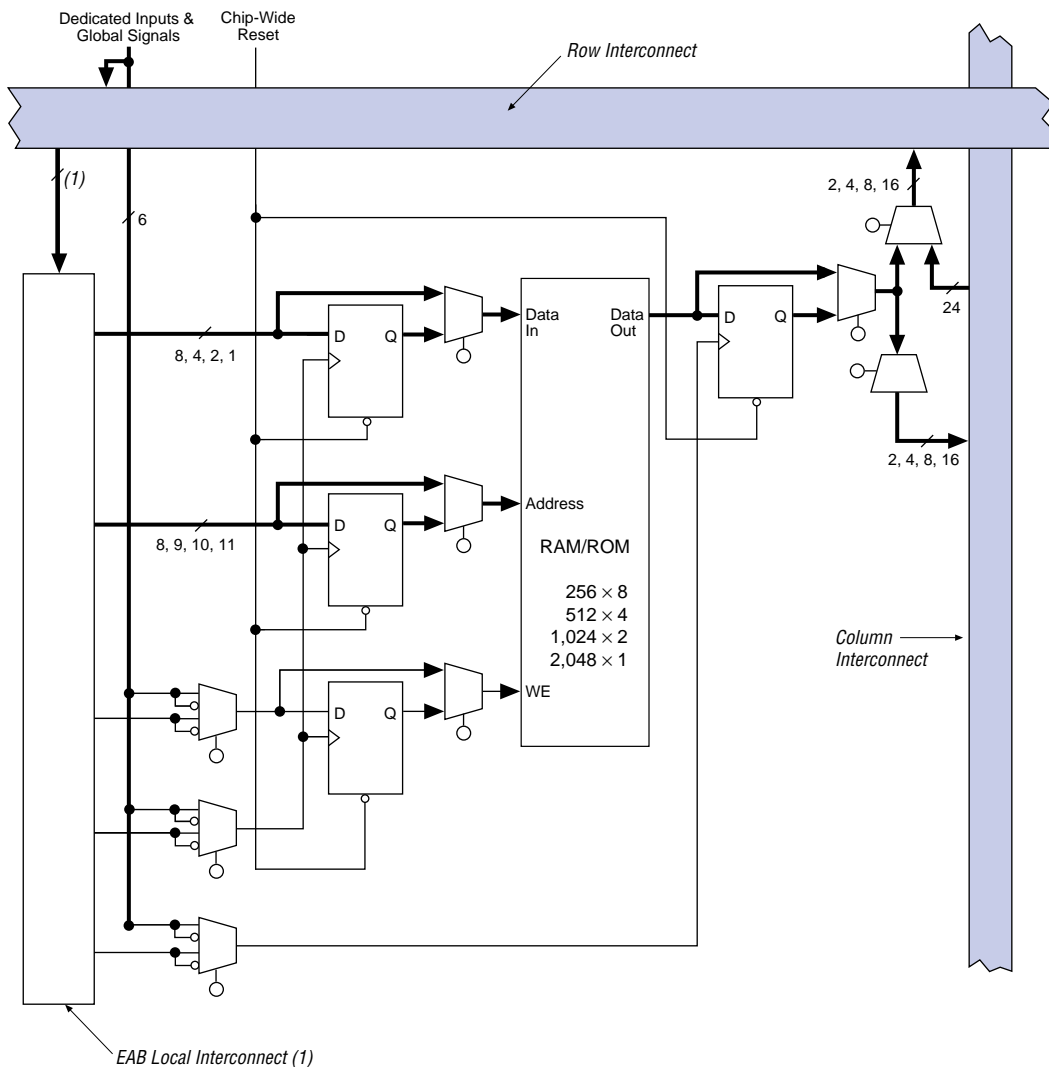 Dedicated Inputs &
Global Signals
Chip-Wide
Reset
Row Interconnect
(1)
6
2, 4, 8, 16
24
D
Q
8, 4, 2, 1
Data
In
Data
Out
D
Q
2, 4, 8, 16
D
Q
8, 9, 10, 11
Address
RAM/ROM
256 × 8
512 × 4
1,024 × 2
2,048 × 1
Column
Interconnect
D
Q
WE
EAB Local Interconnect (1)